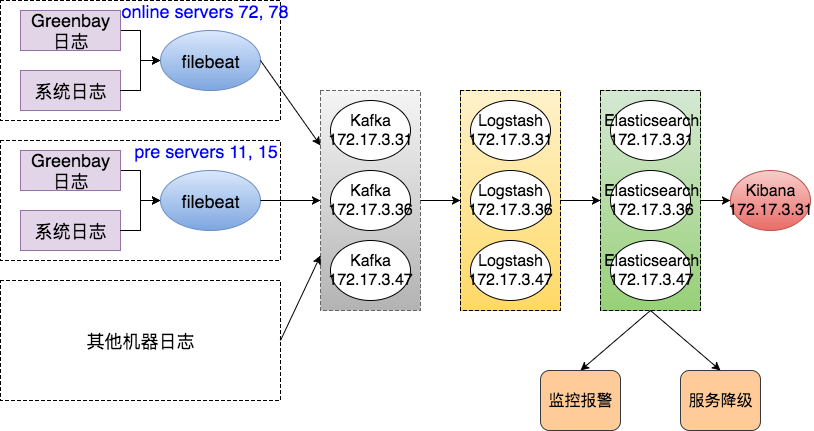 online servers 72, 78
Greenbay
日志
系统日志
filebeat
pre servers 11, 15
Greenbay
日志
系统日志
filebeat
其他机器日志
Kafka
172.17.3.31
Kafka
172.17.3.36
Kafka
172.17.3.47
Logstash
172.17.3.31
Logstash
172.17.3.36
Logstash
172.17.3.47
Elasticsearch
172.17.3.31
Elasticsearch
172.17.3.36
Elasticsearch
172.17.3.47
Kibana
172.17.3.31
监控报警
服务降级